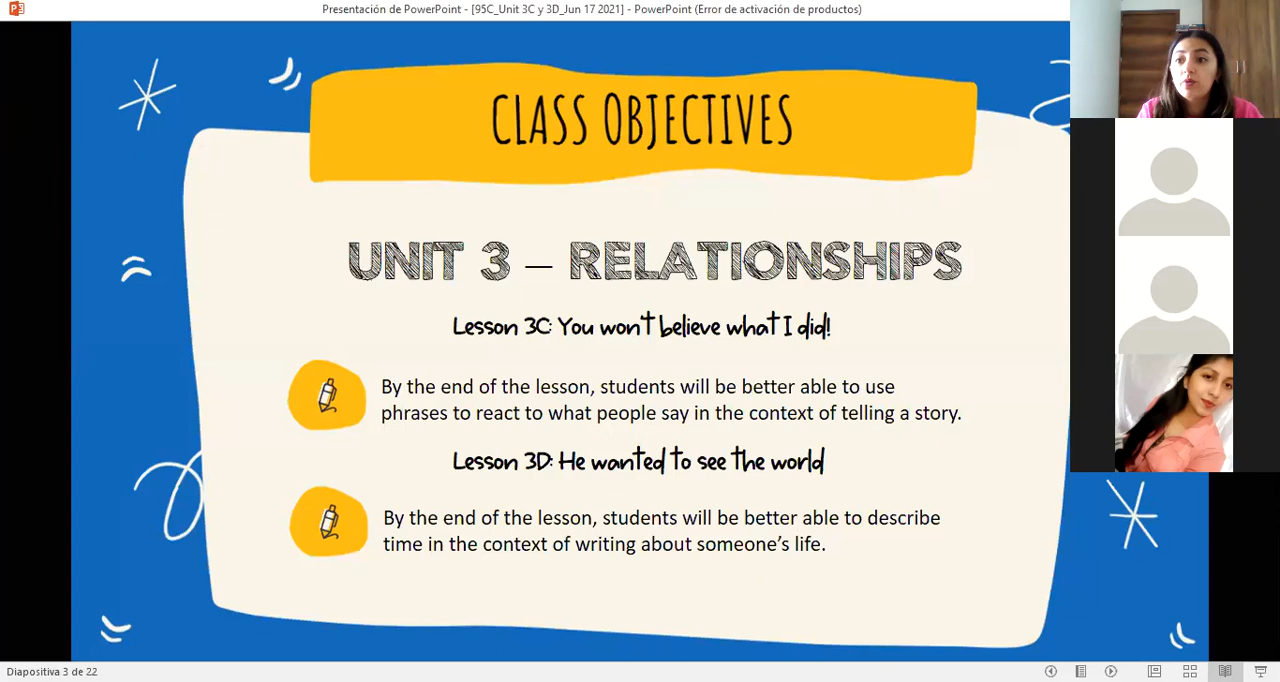 Presentación de PowerPoint - [95C_Unit 3C y 3D_Jun 17 2021] - PowerPoint (Error de activación de productos)
CLASS OBJECTIVES
UNIT 3 – RELATIONSHIPS
Lesson 3C: You won't believe what I did!
By the end of the lesson, students will be better able to use
phrases to react to what people say in the context of telling a story.
Lesson 3D: He wanted to see the world
By the end of the lesson, students will be better able to describe
time in the context of writing about someone’s life.
Diapositiva 3 de 22